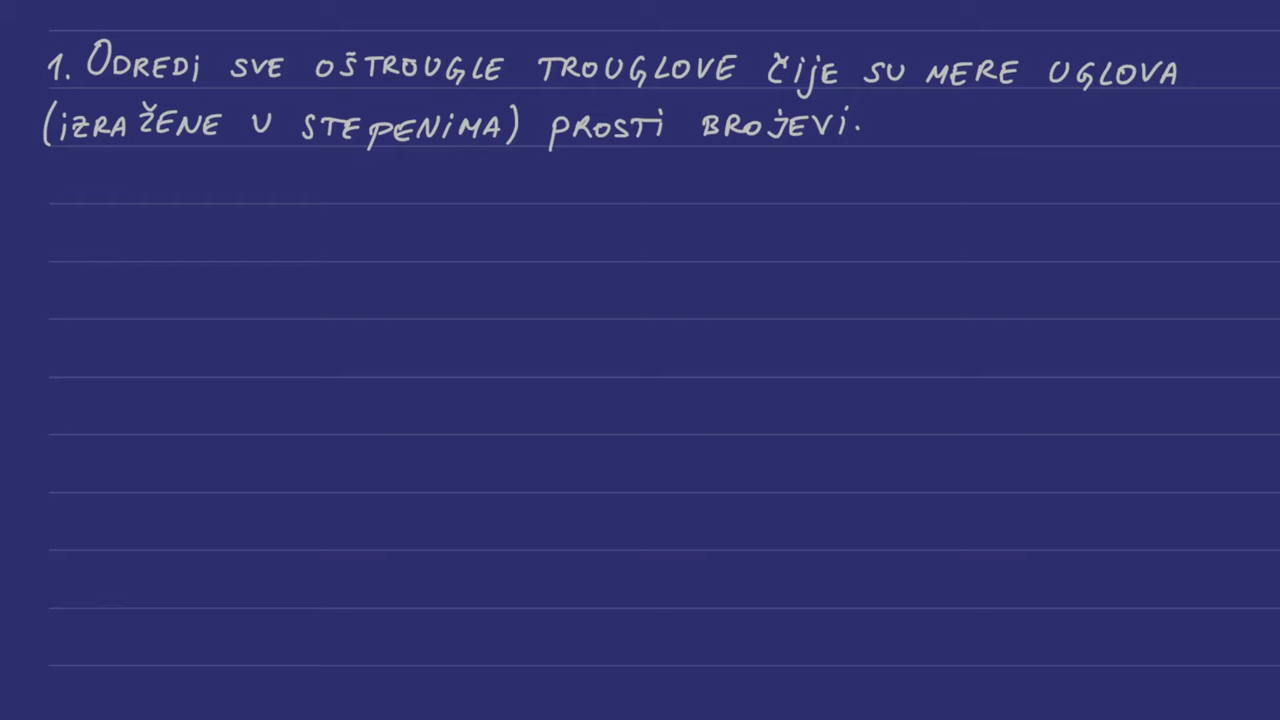 1. ODREDi SVE OŠTROUGLE TROUGLOVE ČijE SU MERE UGLOVA
(iZRAŽENE U STEPENiMA) PROSTi BROJEVi.